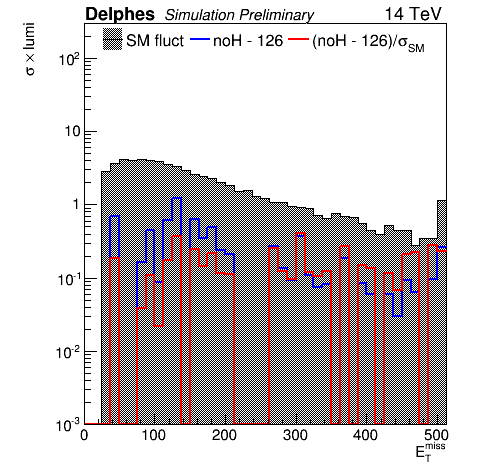 Delphes Simulation Preliminary 14 TeV
SM fluct noH - 126 (noH - 126)/σ_SM
σ × lumi
10²
10
1
10⁻¹
10⁻²
10⁻³
0 100 200 300 400 500
E_T^miss